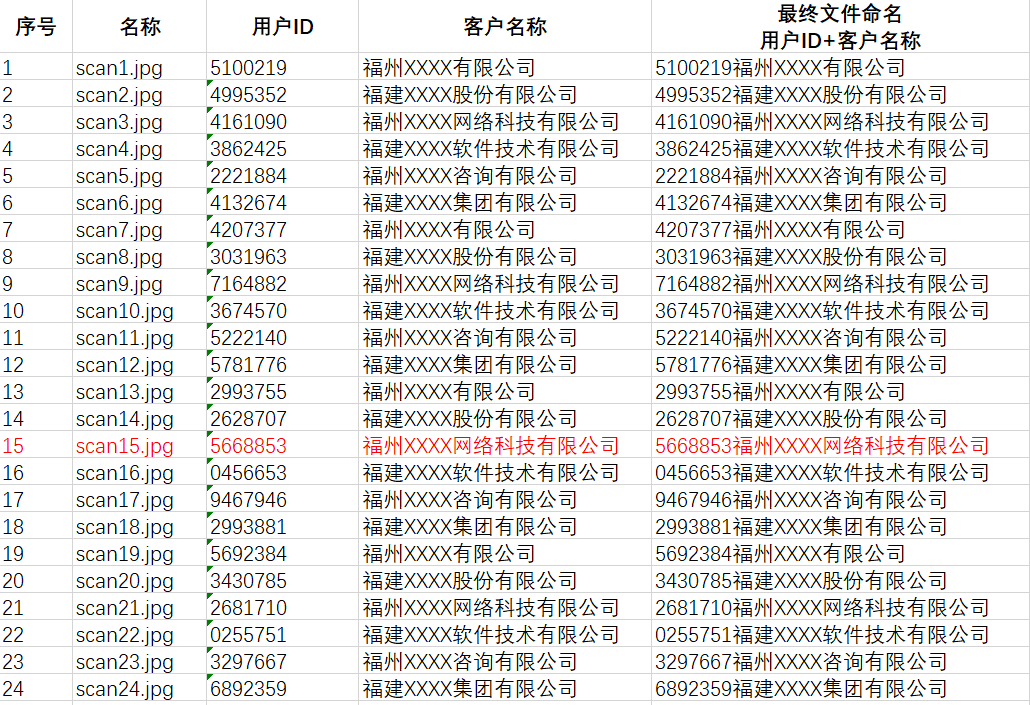 序号 名称 用户ID 客户名称 最终文件命名
用户ID+客户名称
1 scan1.jpg 5100219 福州XXXX有限公司 5100219福州XXXX有限公司
2 scan2.jpg 4995352 福建XXXX股份有限公司 4995352福建XXXX股份有限公司
3 scan3.jpg 4161090 福州XXXX网络科技有限公司 4161090福州XXXX网络科技有限公司
4 scan4.jpg 3862425 福建XXXX软件技术有限公司 3862425福建XXXX软件技术有限公司
5 scan5.jpg 2221884 福州XXXX咨询有限公司 2221884福州XXXX咨询有限公司
6 scan6.jpg 4132674 福建XXXX集团有限公司 4132674福建XXXX集团有限公司
7 scan7.jpg 4207377 福州XXXX有限公司 4207377福州XXXX有限公司
8 scan8.jpg 3031963 福建XXXX股份有限公司 3031963福建XXXX股份有限公司
9 scan9.jpg 7164882 福州XXXX网络科技有限公司 7164882福州XXXX网络科技有限公司
10 scan10.jpg 3674570 福建XXXX软件技术有限公司 3674570福建XXXX软件技术有限公司
11 scan11.jpg 5222140 福州XXXX咨询有限公司 5222140福州XXXX咨询有限公司
12 scan12.jpg 5781776 福建XXXX集团有限公司 5781776福建XXXX集团有限公司
13 scan13.jpg 2993755 福州XXXX有限公司 2993755福州XXXX有限公司
14 scan14.jpg 2628707 福建XXXX股份有限公司 2628707福建XXXX股份有限公司
15 scan15.jpg 5668853 福州XXXX网络科技有限公司 5668853福州XXXX网络科技有限公司
16 scan16.jpg 0456653 福建XXXX软件技术有限公司 0456653福建XXXX软件技术有限公司
17 scan17.jpg 9467946 福州XXXX咨询有限公司 9467946福州XXXX咨询有限公司
18 scan18.jpg 2993881 福建XXXX集团有限公司 2993881福建XXXX集团有限公司
19 scan19.jpg 5692384 福州XXXX有限公司 5692384福州XXXX有限公司
20 scan20.jpg 3430785 福建XXXX股份有限公司 3430785福建XXXX股份有限公司
21 scan21.jpg 2681710 福州XXXX网络科技有限公司 2681710福州XXXX网络科技有限公司
22 scan22.jpg 0255751 福建XXXX软件技术有限公司 0255751福建XXXX软件技术有限公司
23 scan23.jpg 3297667 福州XXXX咨询有限公司 3297667福州XXXX咨询有限公司
24 scan24.jpg 6892359 福建XXXX集团有限公司 6892359福建XXXX集团有限公司